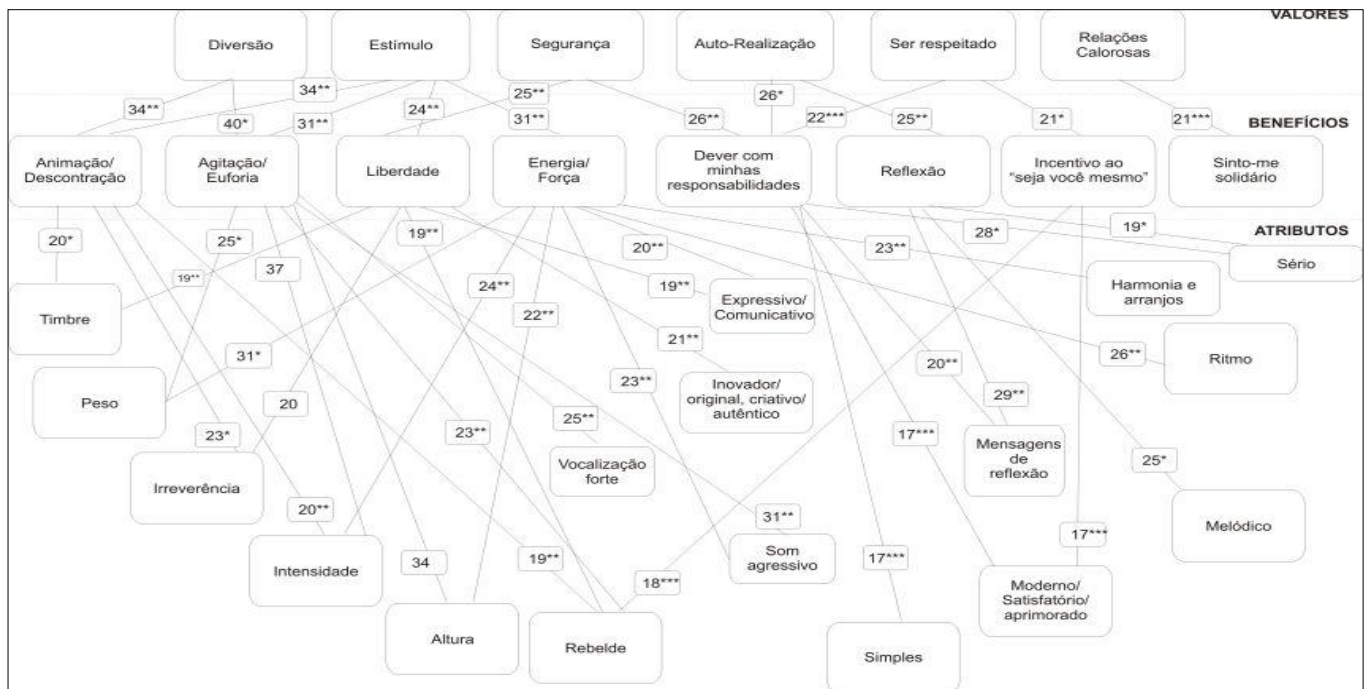 VALORES
Diversão
Estímulo
Segurança
Auto-Realização
Ser respeitado
Relações
Calorosas
34**
40*
34**
31**
24**
25**
31**
26**
26*
22***
25**
21*
21***
BENEFÍCIOS
Animação/
Descontração
Agitação/
Euforia
Liberdade
Energia/
Força
Dever com
minhas
responsabilidades
Reflexão
Incentivo ao
“seja você mesmo”
Sinto-me
solidário
ATRIBUTOS
20*
25*
37
19**
20**
23**
28*
19*
Sério
19**
24**
19**
Timbre
Expressivo/
Comunicativo
Harmonia e
arranjos
22**
31*
21**
26**
Ritmo
Peso
20
23**
Inovador/
original, criativo/
autêntico
20**
29**
23*
23**
25**
17***
25*
Irreverência
Vocalização
forte
Mensagens
de
reflexão
Melódico
20**
31**
17***
Intensidade
34
19**
18***
Som
agressivo
17***
Moderno/
Satisfatório/
aprimorado
Altura
Rebelde
Simples